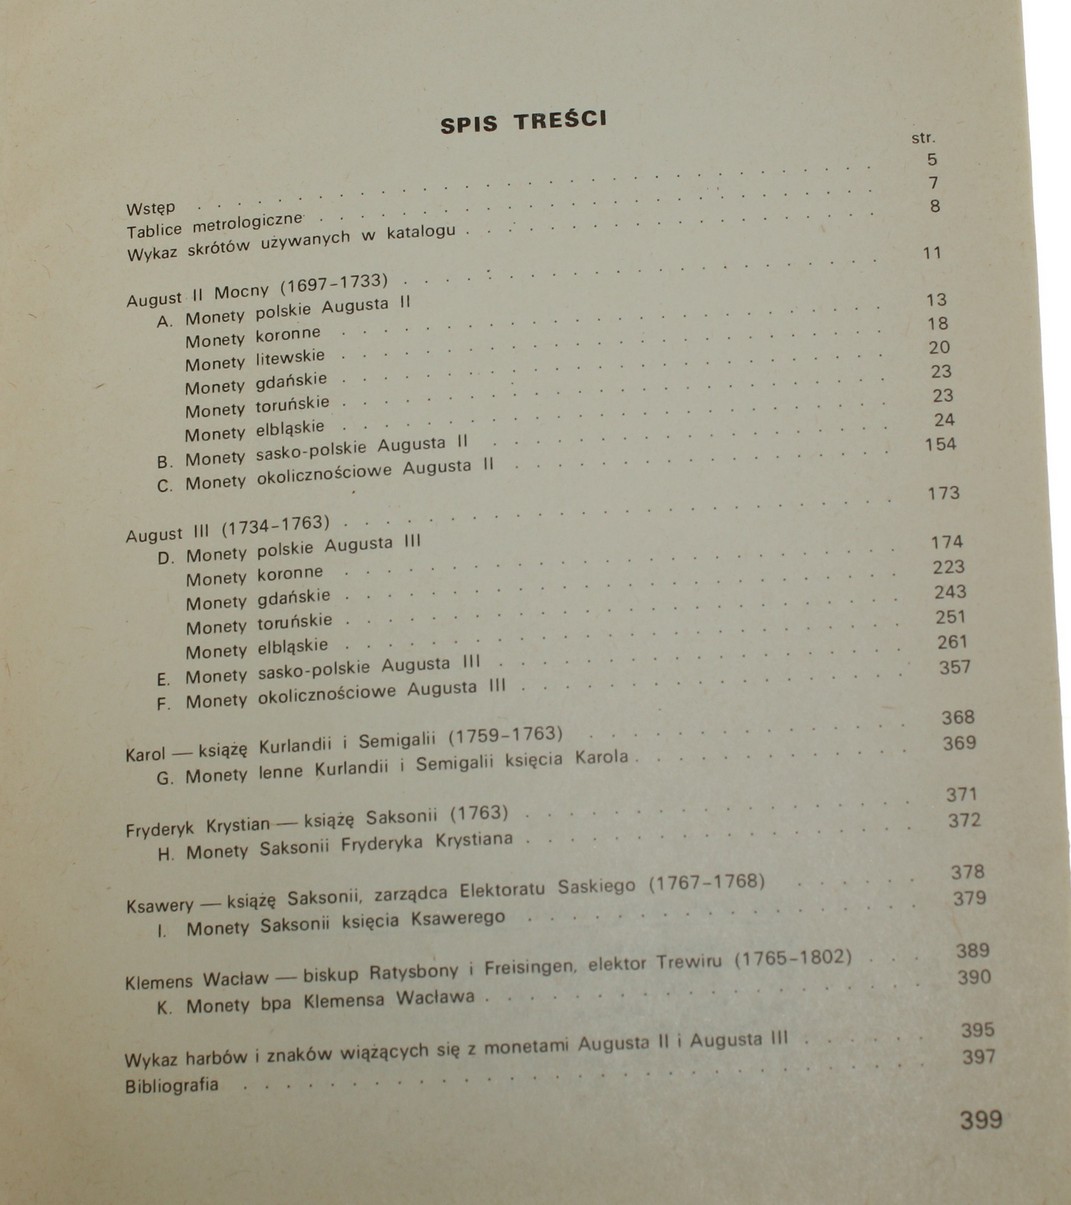 SPIS TREŚCI
str.
Wstęp . . . . . . . . . . . . . . . . . . . . . . 5
Tablice metrologiczne . . . . . . . . . . . . . . . . . . 7
Wykaz skrótów używanych w katalogu . . . . . . . . . . . . . 8
August II Mocny (1697–1733) . . . . . . . . . . . . . . . 11
A. Monety polskie Augusta II
Monety koronne . . . . . . . . . . . . . . . . . . 13
Monety litewskie . . . . . . . . . . . . . . . . . . 18
Monety gdańskie . . . . . . . . . . . . . . . . . . 20
Monety toruńskie . . . . . . . . . . . . . . . . . . 23
Monety elbląskie . . . . . . . . . . . . . . . . . . 23
B. Monety sasko-polskie Augusta II . . . . . . . . . . . . . 24
C. Monety okolicznościowe Augusta II . . . . . . . . . . . . 154
August III (1734–1763) . . . . . . . . . . . . . . . . . 173
D. Monety polskie Augusta III
Monety koronne . . . . . . . . . . . . . . . . . . 174
Monety gdańskie . . . . . . . . . . . . . . . . . . 223
Monety toruńskie . . . . . . . . . . . . . . . . . . 243
Monety elbląskie . . . . . . . . . . . . . . . . . . 251
E. Monety sasko-polskie Augusta III . . . . . . . . . . . . . 261
F. Monety okolicznościowe Augusta III . . . . . . . . . . . . 357
Karol — książę Kurlandii i Semigalii (1759–1763) . . . . . . . . . 368
G. Monety lenne Kurlandii i Semigalii księcia Karola . . . . . . . . 369
Fryderyk Krystian — książę Saksonii (1763) . . . . . . . . . . . 371
H. Monety Saksonii Fryderyka Krystiana . . . . . . . . . . . . 372
Ksawery — książę Saksonii, zarządca Elektoratu Saskiego (1767–1768) . . . . . 378
I. Monety Saksonii księcia Ksawerego . . . . . . . . . . . . 379
Klemens Wacław — biskup Ratysbony i Freisingen, elektor Trewiru (1765–1802) . . . 389
K. Monety bpa Klemensa Wacława . . . . . . . . . . . . . 390
Wykaz harbów i znaków wiążących się z monetami Augusta II i Augusta III . . . . . 395
Bibliografia . . . . . . . . . . . . . . . . . . . . . 397
399